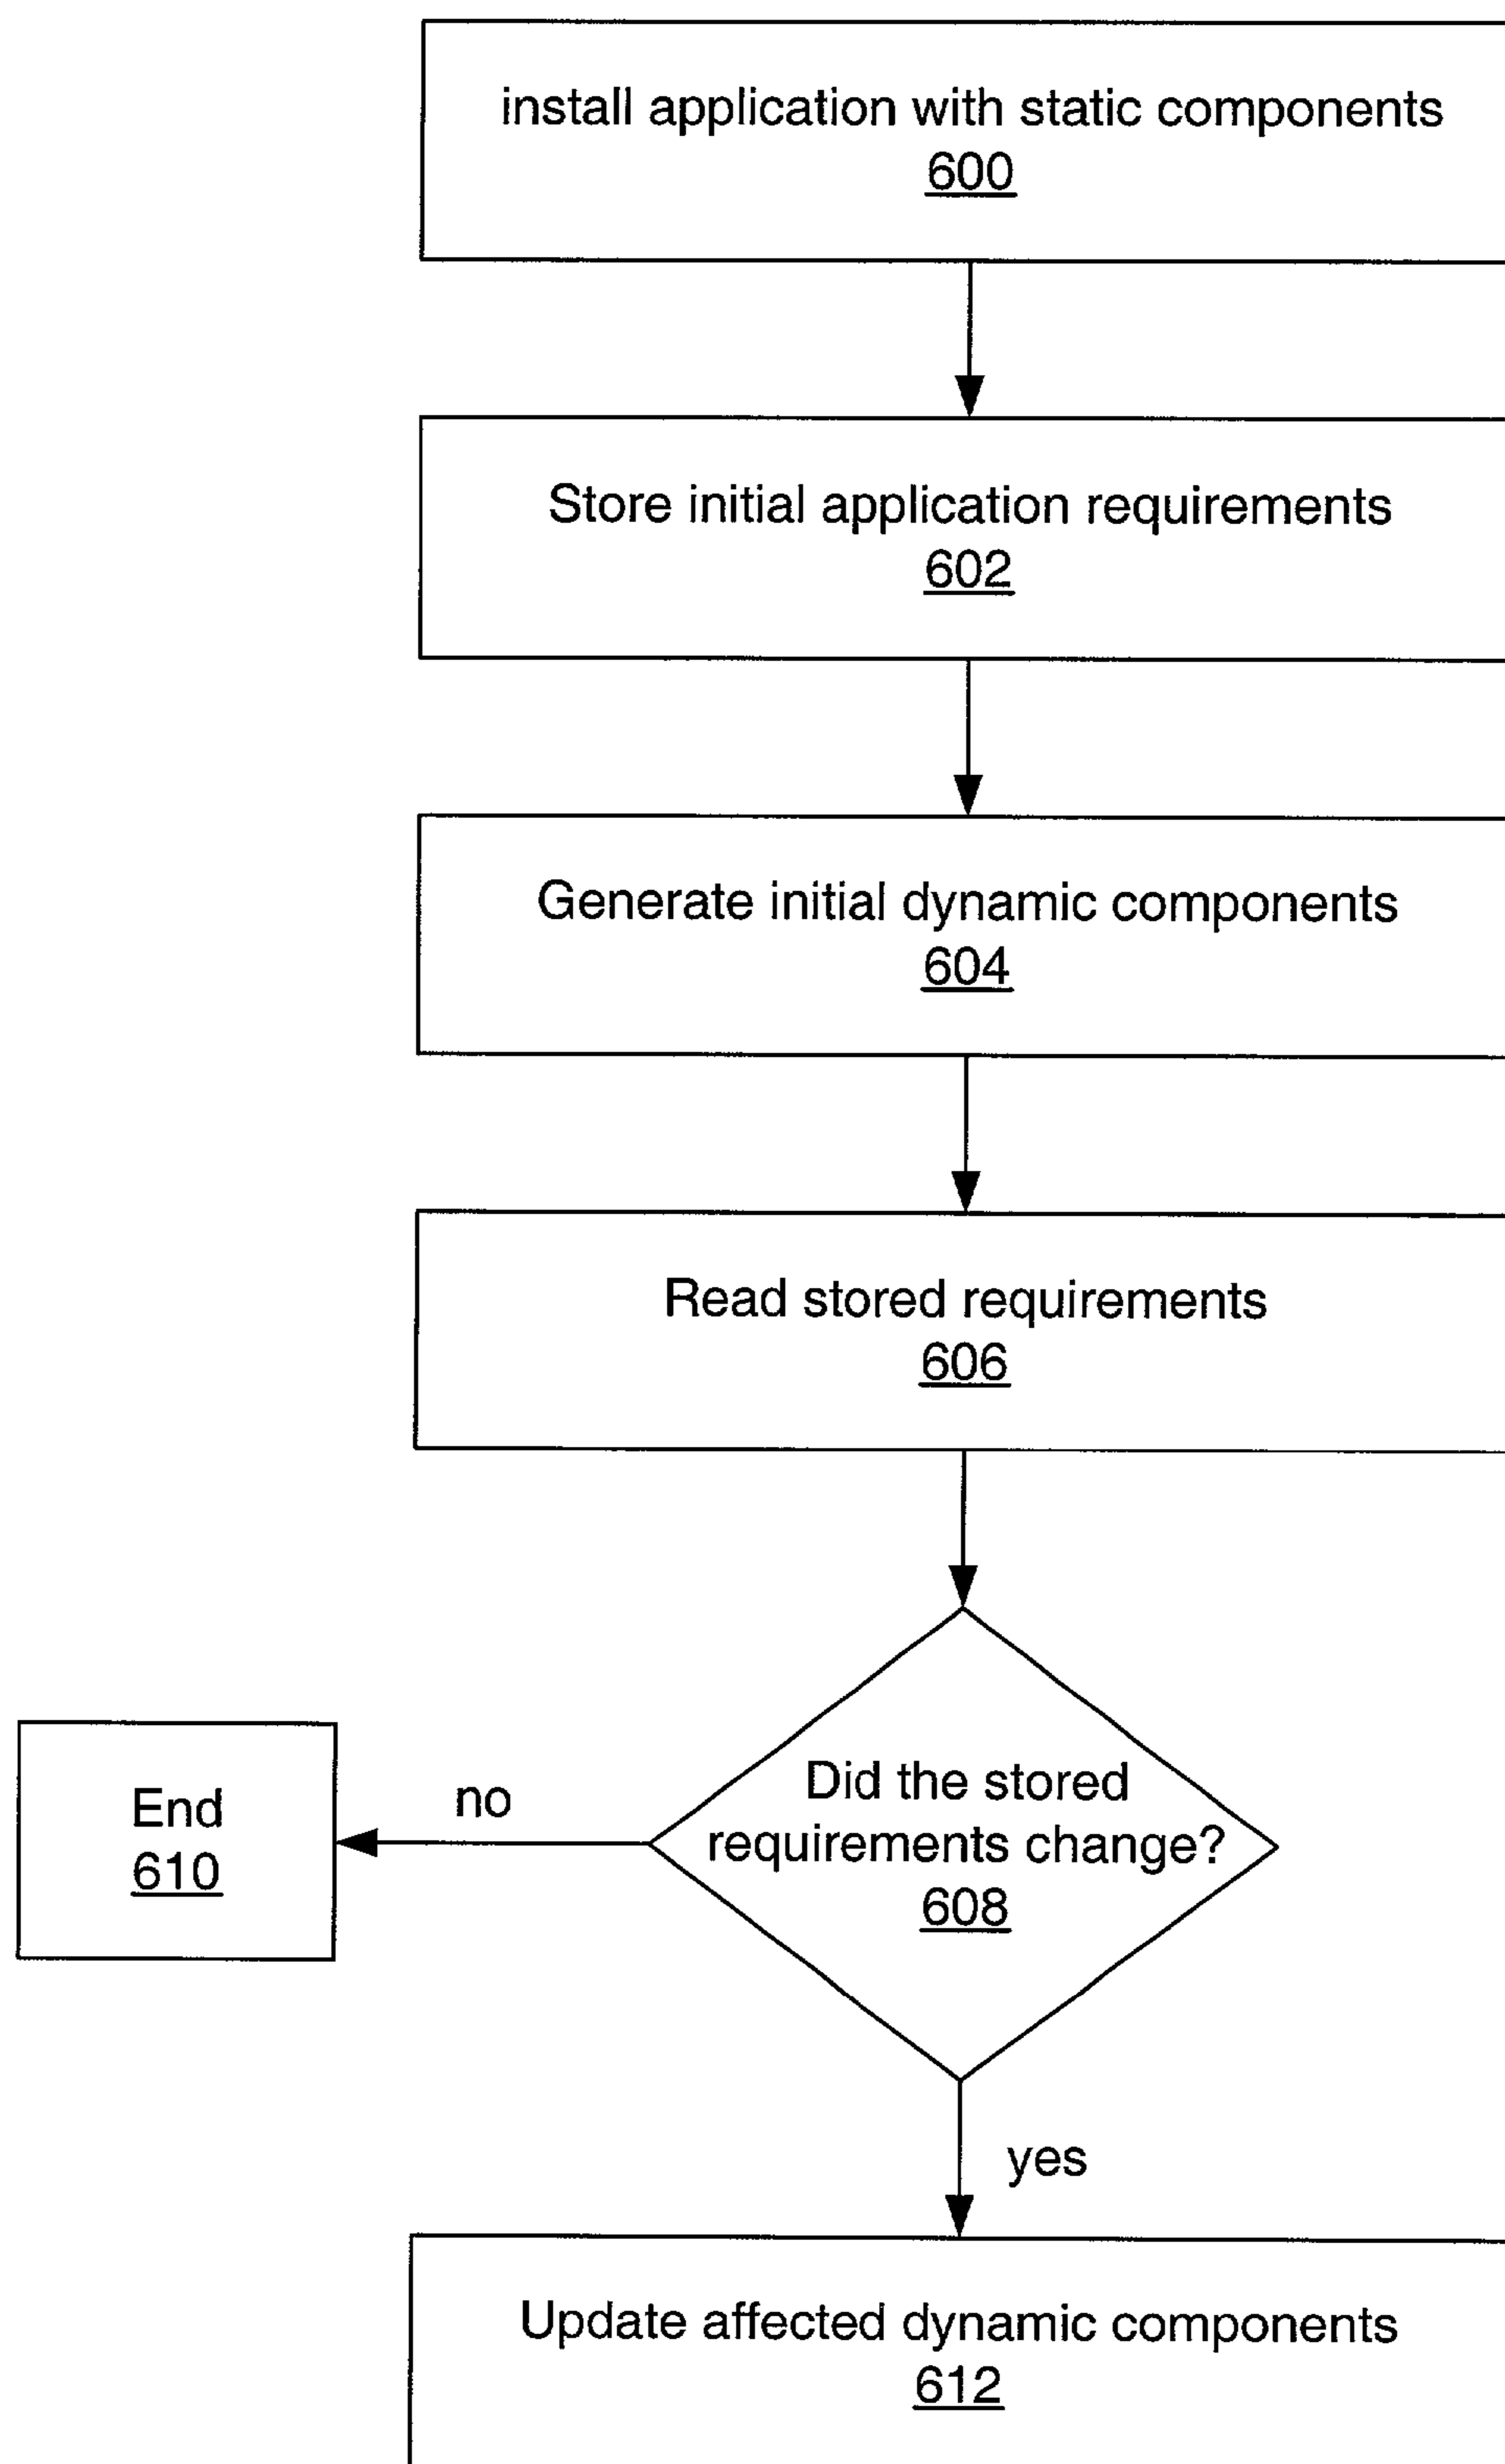 install application with static components
600
Store initial application requirements
602
Generate initial dynamic components
604
Read stored requirements
606
Did the stored
requirements change?
608
no
End
610
yes
Update affected dynamic components
612